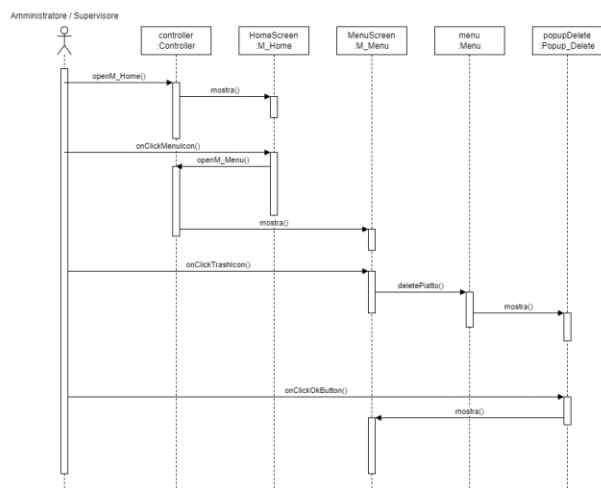 Amministratore / Supervisore
controller
:Controller
HomeScreen
:M_Home
MenuScreen
:M_Menu
menu
:Menu
popupDelete
:Popup_Delete
openM_Home()
mostra()
onClickMenuIcon()
openM_Menu()
mostra()
onClickTrashIcon()
deletePiatto()
mostra()
onClickOkButton()
mostra()